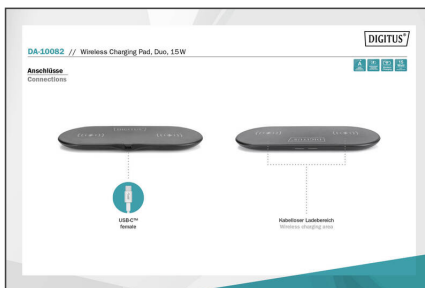 DIGITUS®
DA-10082 // Wireless Charging Pad, Duo, 15W
Anschlüsse
Connections
USB-C™
female
Kabelloser Ladebereich
Wireless charging area